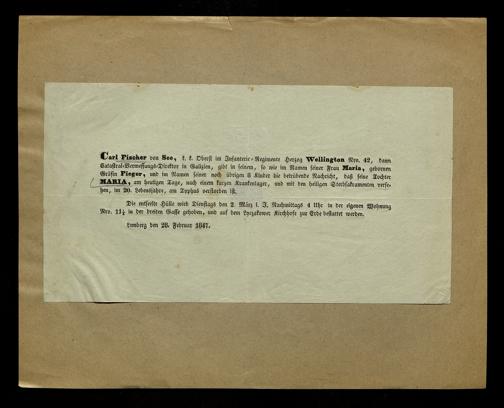 Carl Fischer von See, k. k. Oberst im Infanterie-Regimente Herzog Wellington Nro. 42, dann
Catastral-Vermessungs-Direktor in Galizien, gibt in seinem, so wie im Namen seiner Frau Maria, gebornen
Gräfin Fieger, und im Namen seiner noch übrigen 8 Kinder die betrübende Nachricht, daß seine Tochter
MARIA, am heutigen Tage, nach einem kurzen Krankenlager, und mit den heiligen Sterbsakramenten verse-
hen, im 20. Lebensjahre, am Typhus verstorben ist.
Die entseelte Hülle wird Dienstags den 2. März l. J. Nachmittags 4 Uhr in der eigenen Wohnung
Nro. in der breiten Gasse gehoben, und auf dem Lyczakower Kirchhofe zur Erde bestattet werden.
Lemberg den 28. Februar 1847.